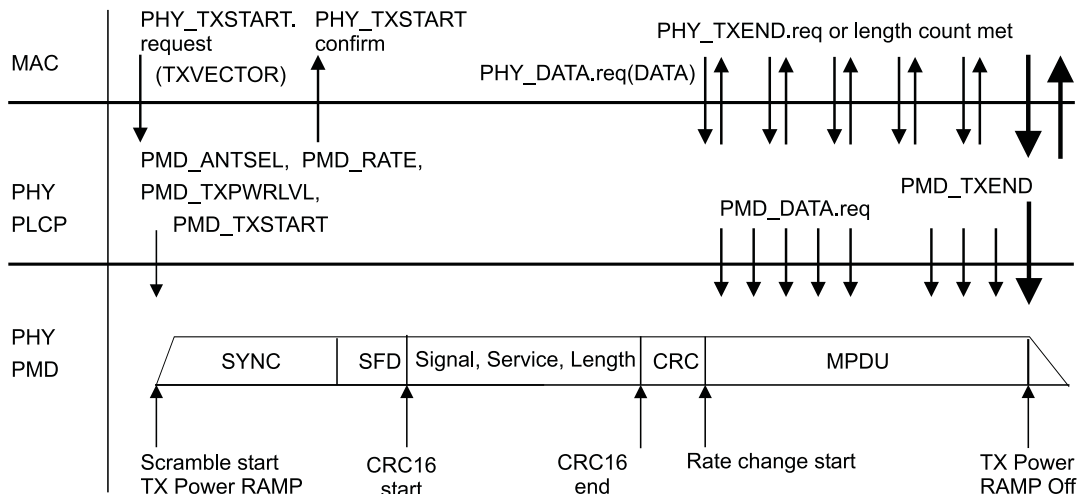 PHY_TXSTART.
request
(TXVECTOR)
PHY_TXSTART
confirm
PHY_TXEND.req or length count met
MAC
PHY_DATA.req(DATA)
PMD_ANTSEL, PMD_RATE,
PMD_TXPWRLVL,
PMD_TXSTART
PHY
PLCP
PMD_DATA.req
PMD_TXEND
PHY
PMD
SYNC
SFD
Signal, Service, Length
CRC
MPDU
Scramble start
TX Power RAMP
CRC16
start
CRC16
end
Rate change start
TX Power
RAMP Off